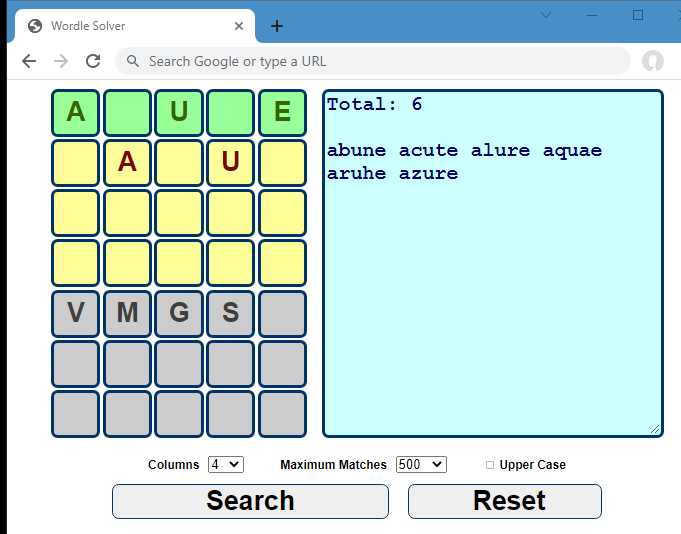 Wordle Solver
Search Google or type a URL
A U E
A U
V M G S
Total: 6
abune acute alure aquae
aruhe azure
Columns 4 Maximum Matches 500 Upper Case
Search Reset